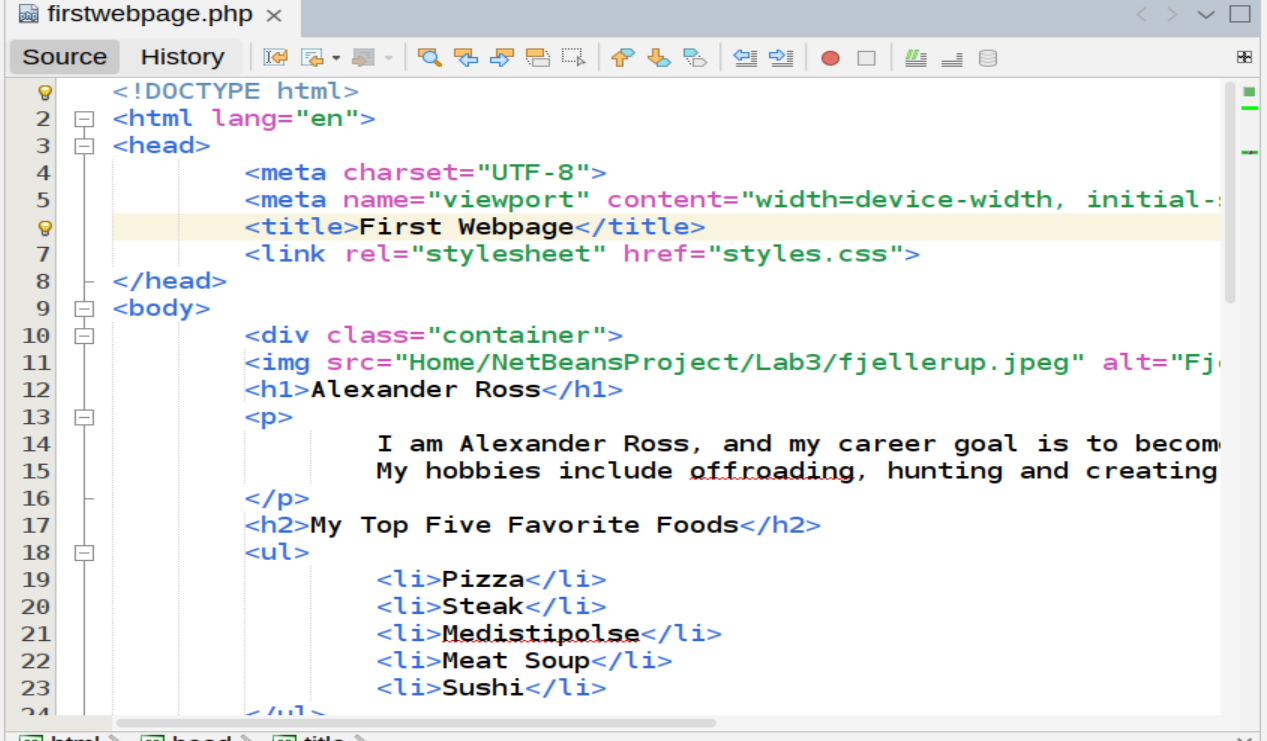 firstwebpage.php ×
Source History
<!DOCTYPE html>
2 <html lang="en">
3 <head>
4 <meta charset="UTF-8">
5 <meta name="viewport" content="width=device-width, initial-
<title>First Webpage</title>
7 <link rel="stylesheet" href="styles.css">
8 </head>
9 <body>
10 <div class="container">
11 <img src="Home/NetBeansProject/Lab3/fjellerup.jpeg" alt="Fj
12 <h1>Alexander Ross</h1>
13 <p>
14 I am Alexander Ross, and my career goal is to becom
15 My hobbies include offroading, hunting and creating
16 </p>
17 <h2>My Top Five Favorite Foods</h2>
18 <ul>
19 <li>Pizza</li>
20 <li>Steak</li>
21 <li>Medistipolse</li>
22 <li>Meat Soup</li>
23 <li>Sushi</li>
24 </ul>
html head title